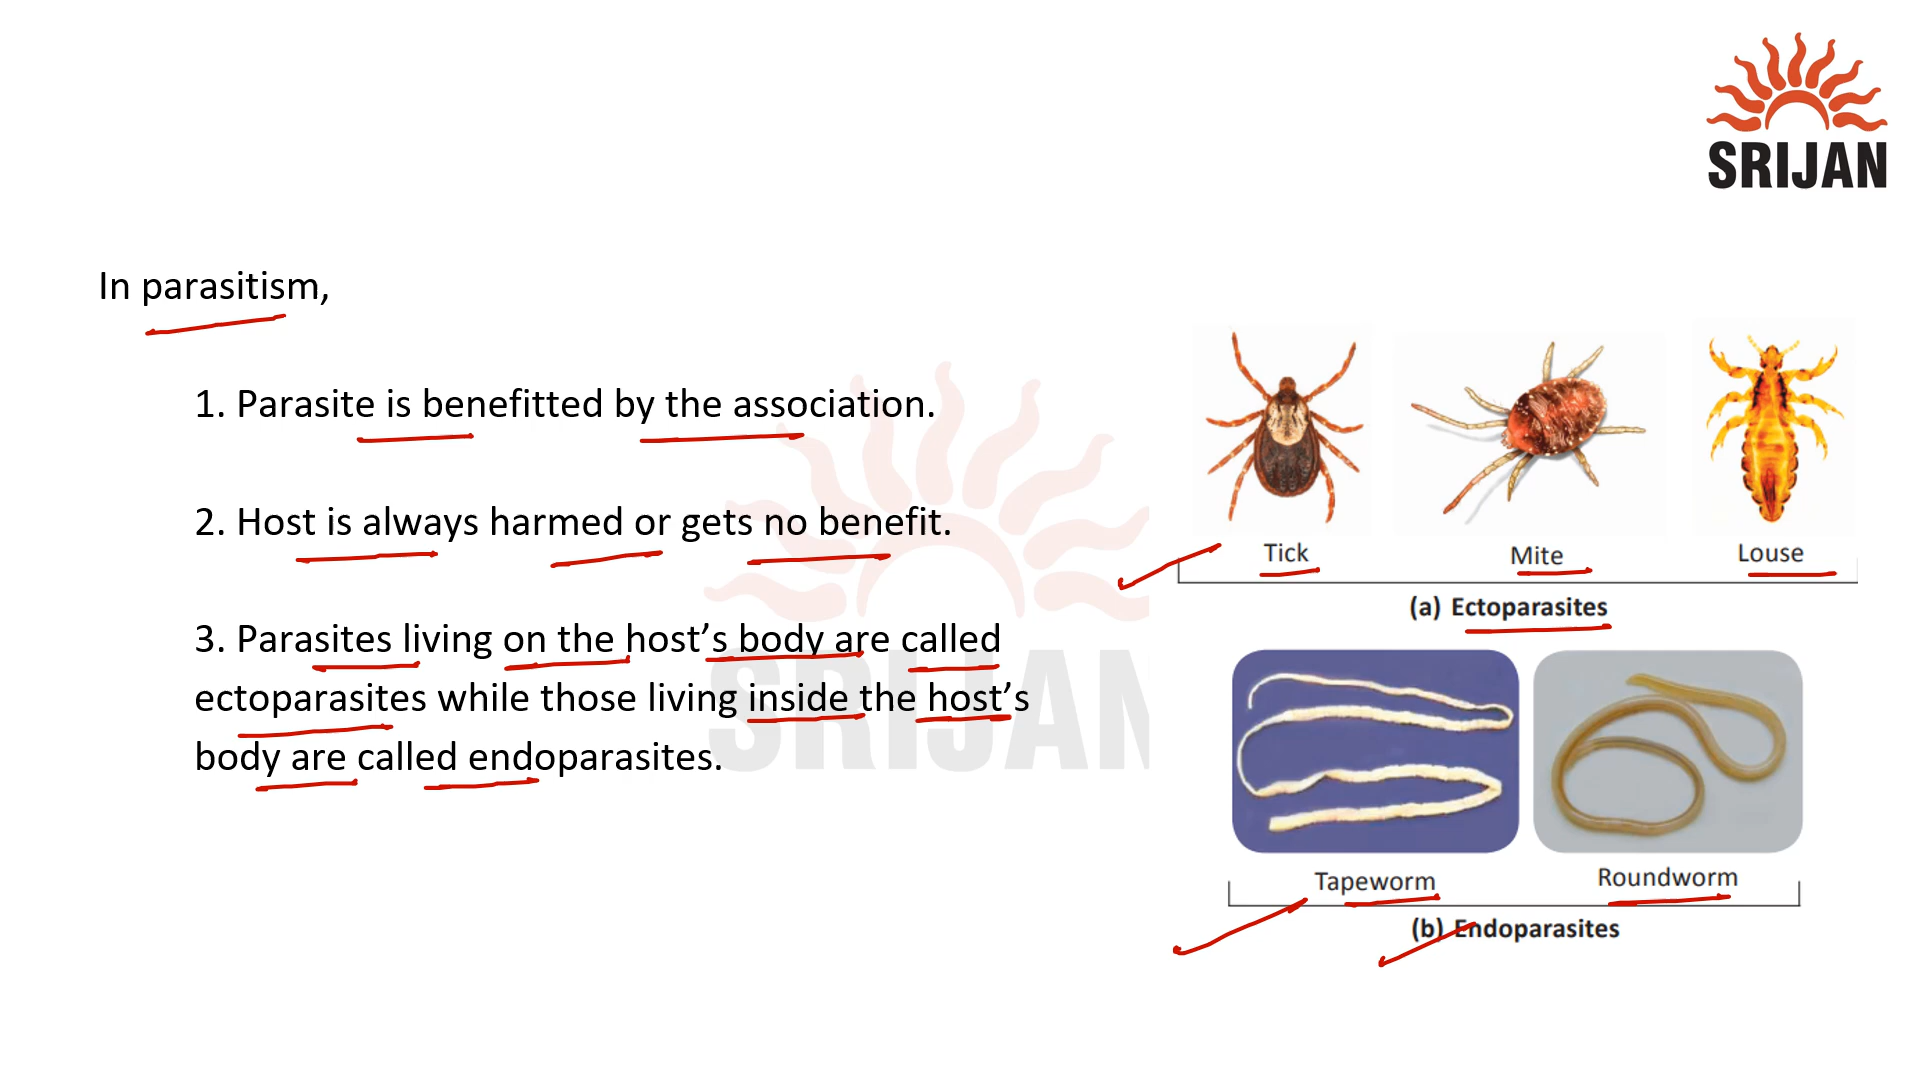 SRIJAN
In parasitism,
1. Parasite is benefitted by the association.
2. Host is always harmed or gets no benefit.
3. Parasites living on the host’s body are called
ectoparasites while those living inside the host’s
body are called endoparasites.
SRIJAN
Tick
Mite
Louse
(a) Ectoparasites
Tapeworm
Roundworm
(b) Endoparasites